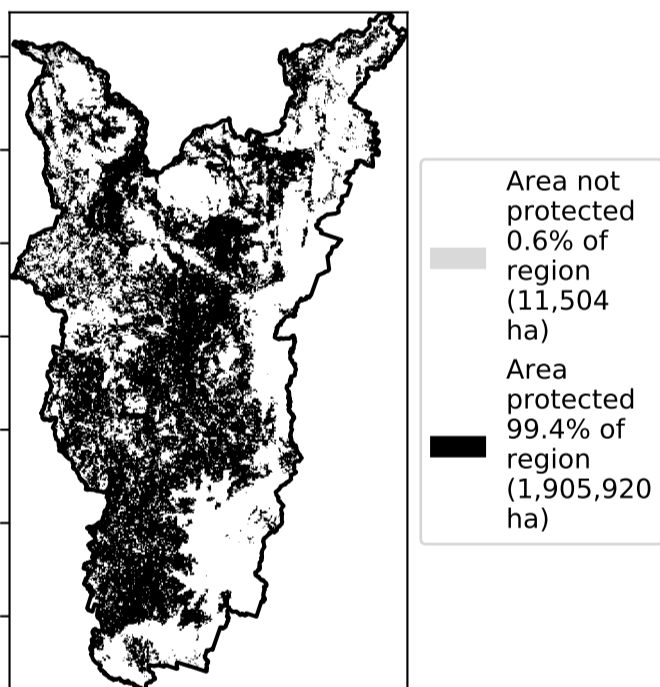 Area not
protected
0.6% of
region
(11,504
ha)
Area
protected
99.4% of
region
(1,905,920
ha)